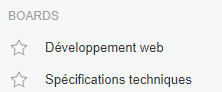 BOARDS
Développement web
Spécifications techniques